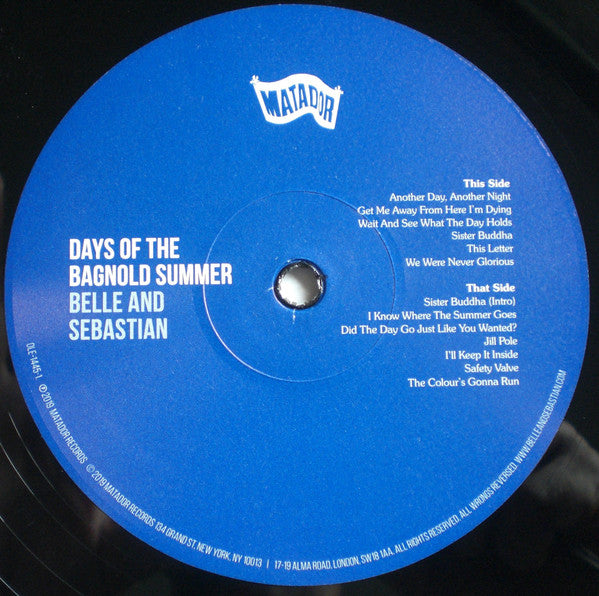 MATADOR
DAYS OF THE
BAGNOLD SUMMER
BELLE AND
SEBASTIAN
This Side
Another Day, Another Night
Get Me Away From Here I'm Dying
Wait And See What The Day Holds
Sister Buddha
This Letter
We Were Never Glorious
That Side
Sister Buddha (Intro)
I Know Where The Summer Goes
Did The Day Go Just Like You Wanted?
Jill Pole
I'll Keep It Inside
Safety Valve
The Colour's Gonna Run
OLE-1445-1 ℗ 2019 MATADOR RECORDS © 2019 MATADOR RECORDS 134 GRAND ST, NEW YORK, NY 10013 | 17-19 ALMA ROAD, LONDON, SW18 1AA. ALL RIGHTS RESERVED. ALL WRONGS REVERSED. WWW.BELLEANDSEBASTIAN.COM